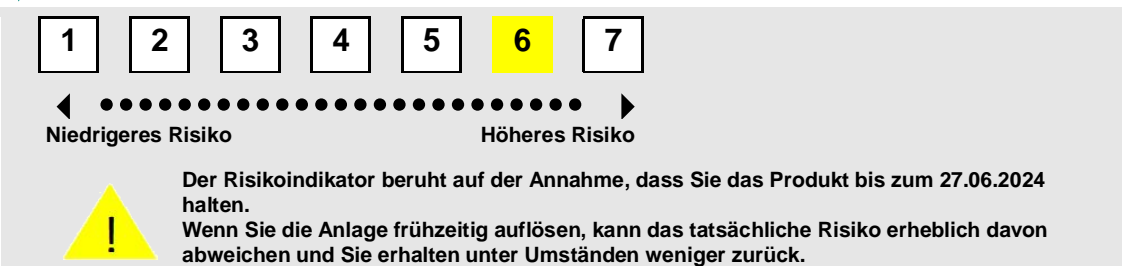 1 2 3 4 5 6 7
Niedrigeres Risiko Höheres Risiko
Der Risikoindikator beruht auf der Annahme, dass Sie das Produkt bis zum 27.06.2024
halten.
! Wenn Sie die Anlage frühzeitig auflösen, kann das tatsächliche Risiko erheblich davon
abweichen und Sie erhalten unter Umständen weniger zurück.